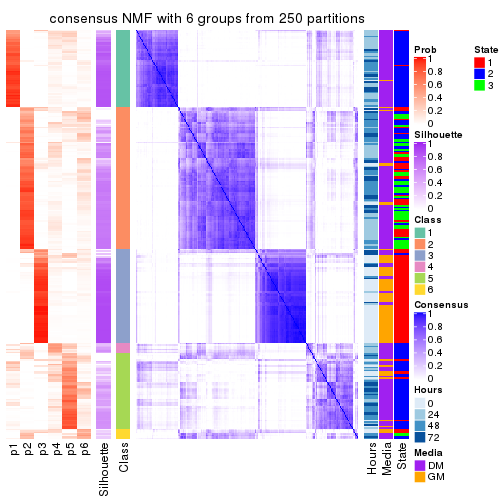 consensus NMF with 6 groups from 250 partitions
Prob
1
0.8
0.6
0.4
0.2
0
State
1
2
3
Silhouette
1
0.8
0.6
0.4
0.2
0
Class
1
2
3
4
5
6
Consensus
1
0.8
0.6
0.4
0.2
0
Hours
0
24
48
72
Media
DM
GM
p1
p2
p3
p4
p5
p6
Silhouette
Class
Hours
Media
State